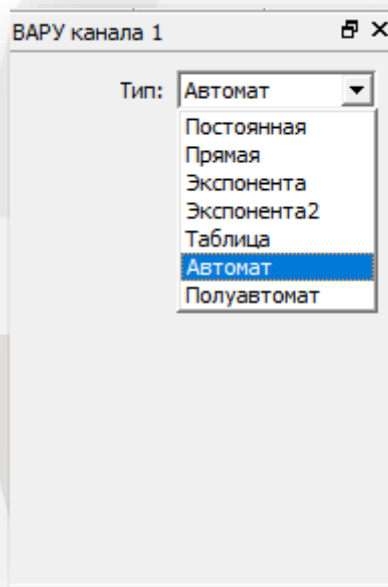 ВАРУ канала 1
Тип: Автомат
Постоянная
Прямая
Экспонента
Экспонента2
Таблица
Автомат
Полуавтомат